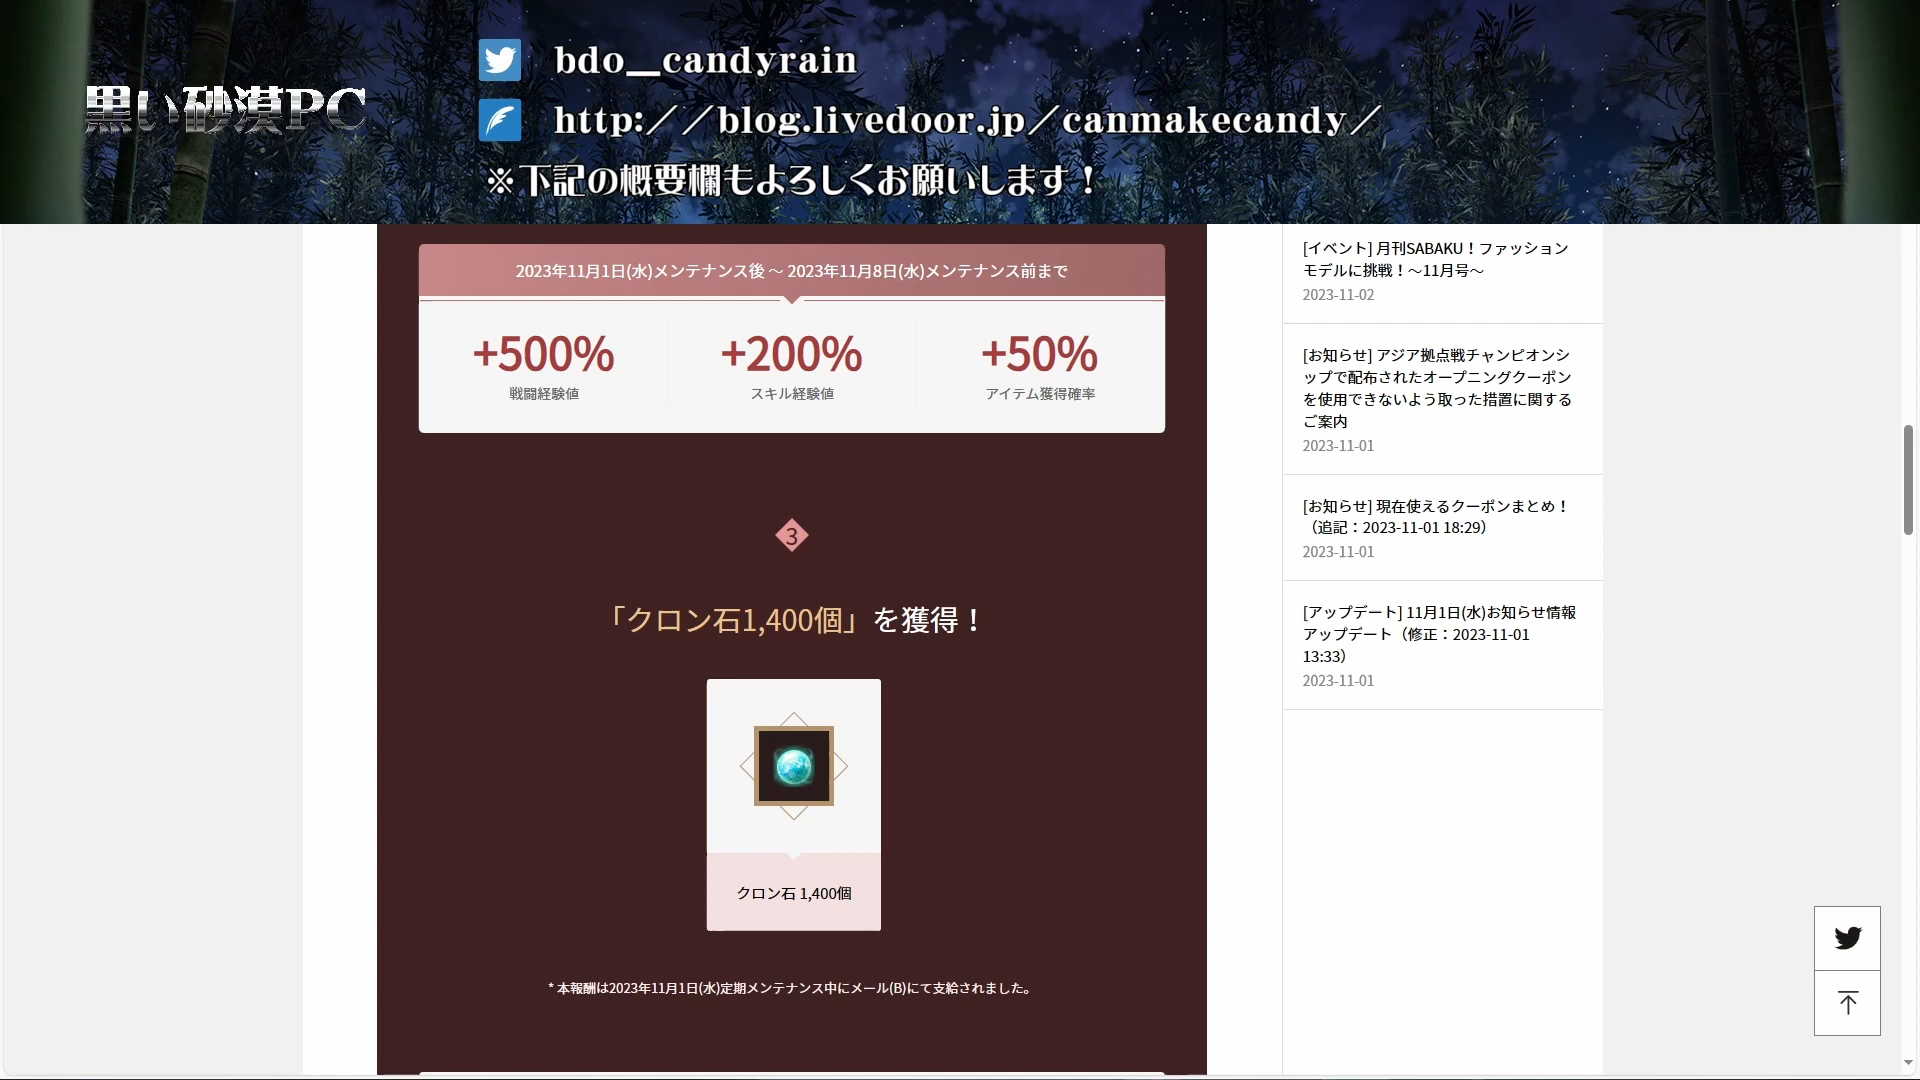 黒い砂漠PC
bdo__candyrain
http://blog.livedoor.jp/canmakecandy/
※下記の概要欄もよろしくお願いします！
2023年11月1日(水)メンテナンス後 ～ 2023年11月8日(水)メンテナンス前まで
+500%
戦闘経験値
+200%
スキル経験値
+50%
アイテム獲得確率
3
「クロン石1,400個」を獲得！
クロン石 1,400個
* 本報酬は2023年11月1日(水)定期メンテナンス中にメール(B)にて支給されました。
[イベント] 月刊SABAKU！ファッション
モデルに挑戦！～11月号～
2023-11-02
[お知らせ] アジア拠点戦チャンピオンシ
ップで配布されたオープニングクーポン
を使用できないよう取った措置に関する
ご案内
2023-11-01
[お知らせ] 現在使えるクーポンまとめ！
（追記：2023-11-01 18:29）
2023-11-01
[アップデート] 11月1日(水)お知らせ情報
アップデート（修正：2023-11-01
13:33）
2023-11-01